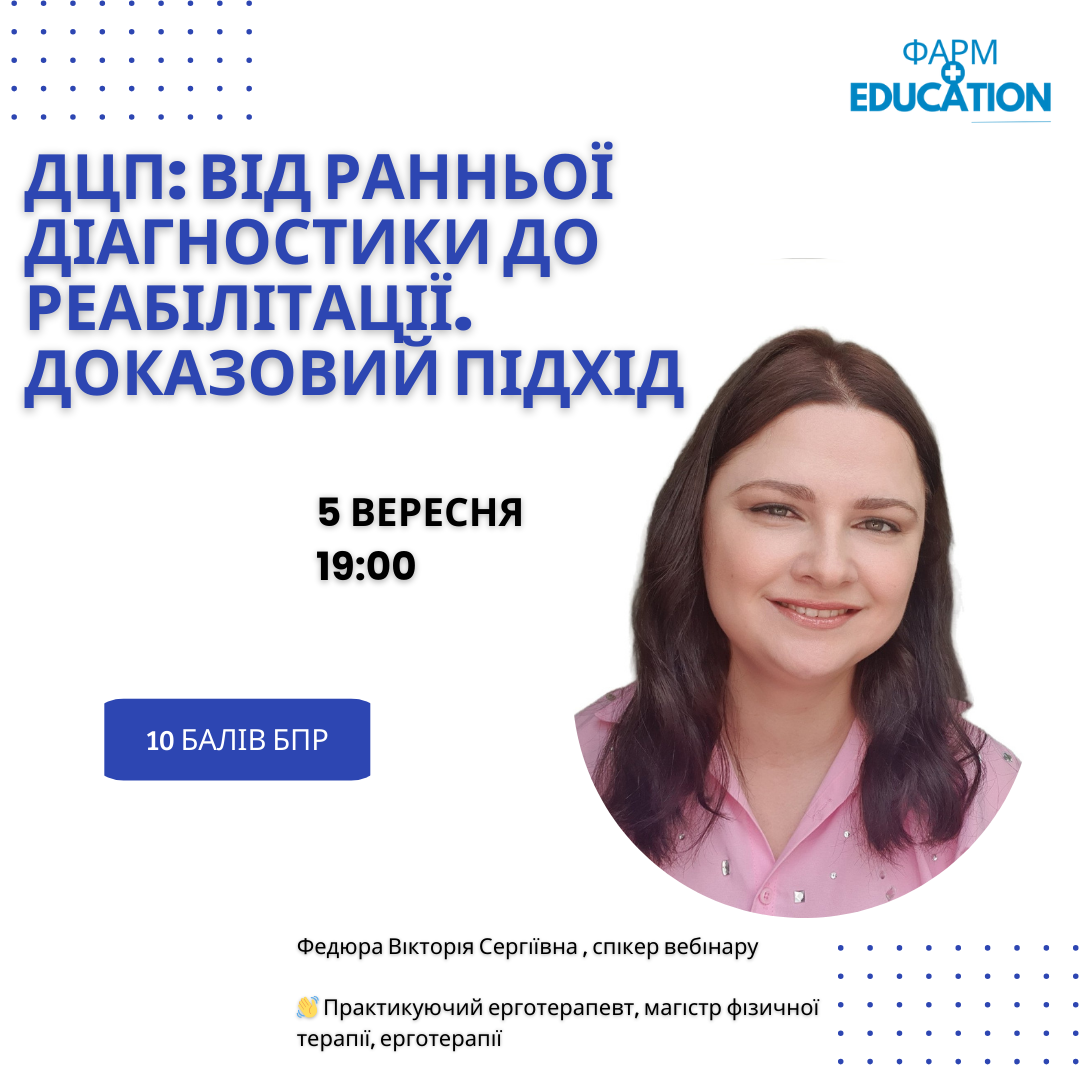 ФАРМ
EDUCATION
ДЦП: ВІД РАННЬОЇ
ДІАГНОСТИКИ ДО
РЕАБІЛІТАЦІЇ.
ДОКАЗОВИЙ ПІДХІД
5 ВЕРЕСНЯ
19:00
10 БАЛІВ БПР
Федюра Вікторія Сергіївна , спікер вебінару
👋 Практикуючий ерготерапевт, магістр фізичної
терапії, ерготерапії